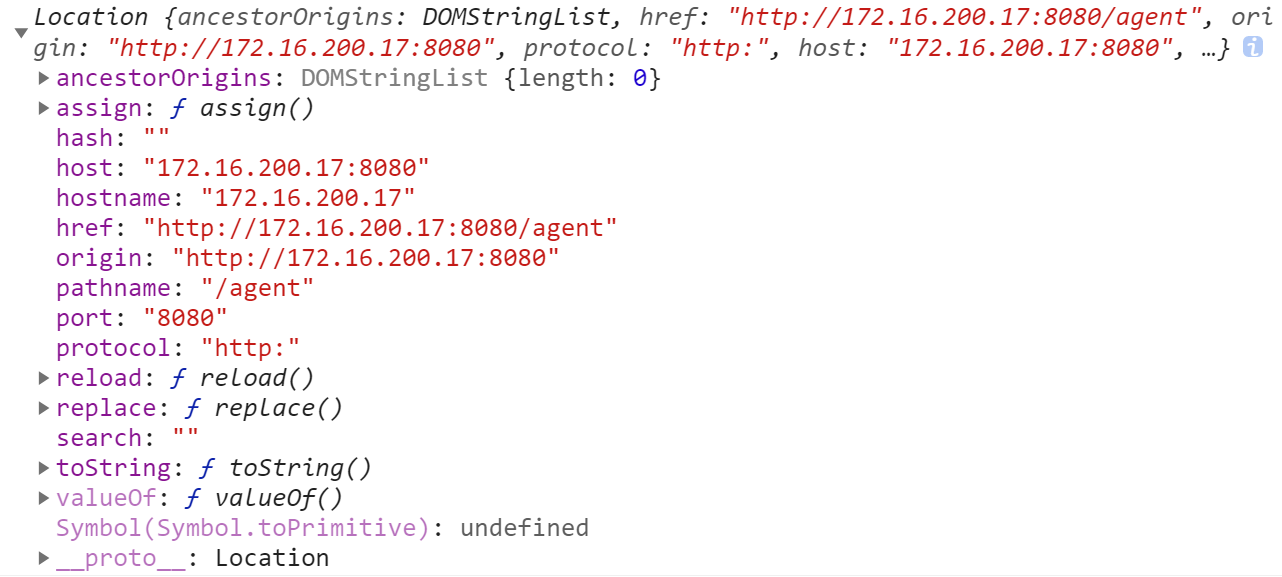 Location {ancestorOrigins: DOMStringList, href: "http://172.16.200.17:8080/agent", ori
gin: "http://172.16.200.17:8080", protocol: "http:", host: "172.16.200.17:8080", …} i
ancestorOrigins: DOMStringList {length: 0}
assign: ƒ assign()
hash: ""
host: "172.16.200.17:8080"
hostname: "172.16.200.17"
href: "http://172.16.200.17:8080/agent"
origin: "http://172.16.200.17:8080"
pathname: "/agent"
port: "8080"
protocol: "http:"
reload: ƒ reload()
replace: ƒ replace()
search: ""
toString: ƒ toString()
valueOf: ƒ valueOf()
Symbol(Symbol.toPrimitive): undefined
__proto__: Location